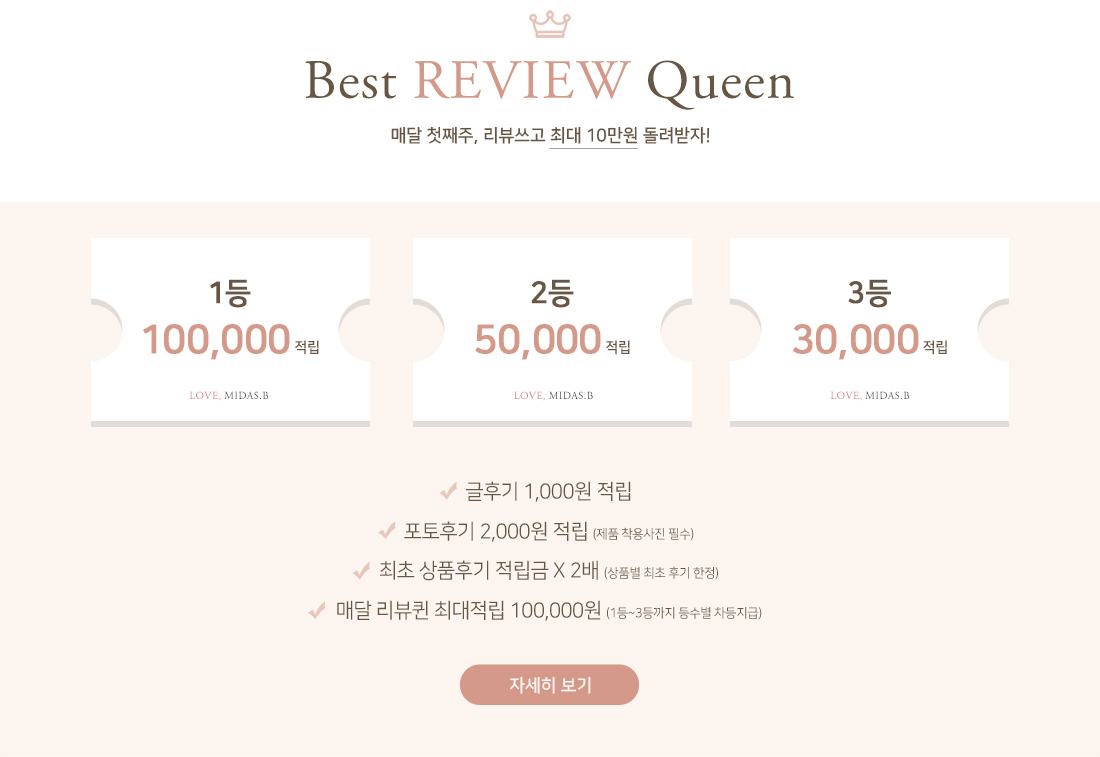 Best REVIEW Queen
매달 첫째주, 리뷰쓰고 최대 10만원 돌려받자!
1등
100,000 적립
LOVE, MIDAS.B
2등
50,000 적립
LOVE, MIDAS.B
3등
30,000 적립
LOVE, MIDAS.B
글후기 1,000원 적립
포토후기 2,000원 적립 (제품 착용사진 필수)
최초 상품후기 적립금 X 2배 (상품별 최초 후기 한정)
매달 리뷰퀸 최대적립 100,000원 (1등~3등까지 등수별 차등지급)
자세히 보기